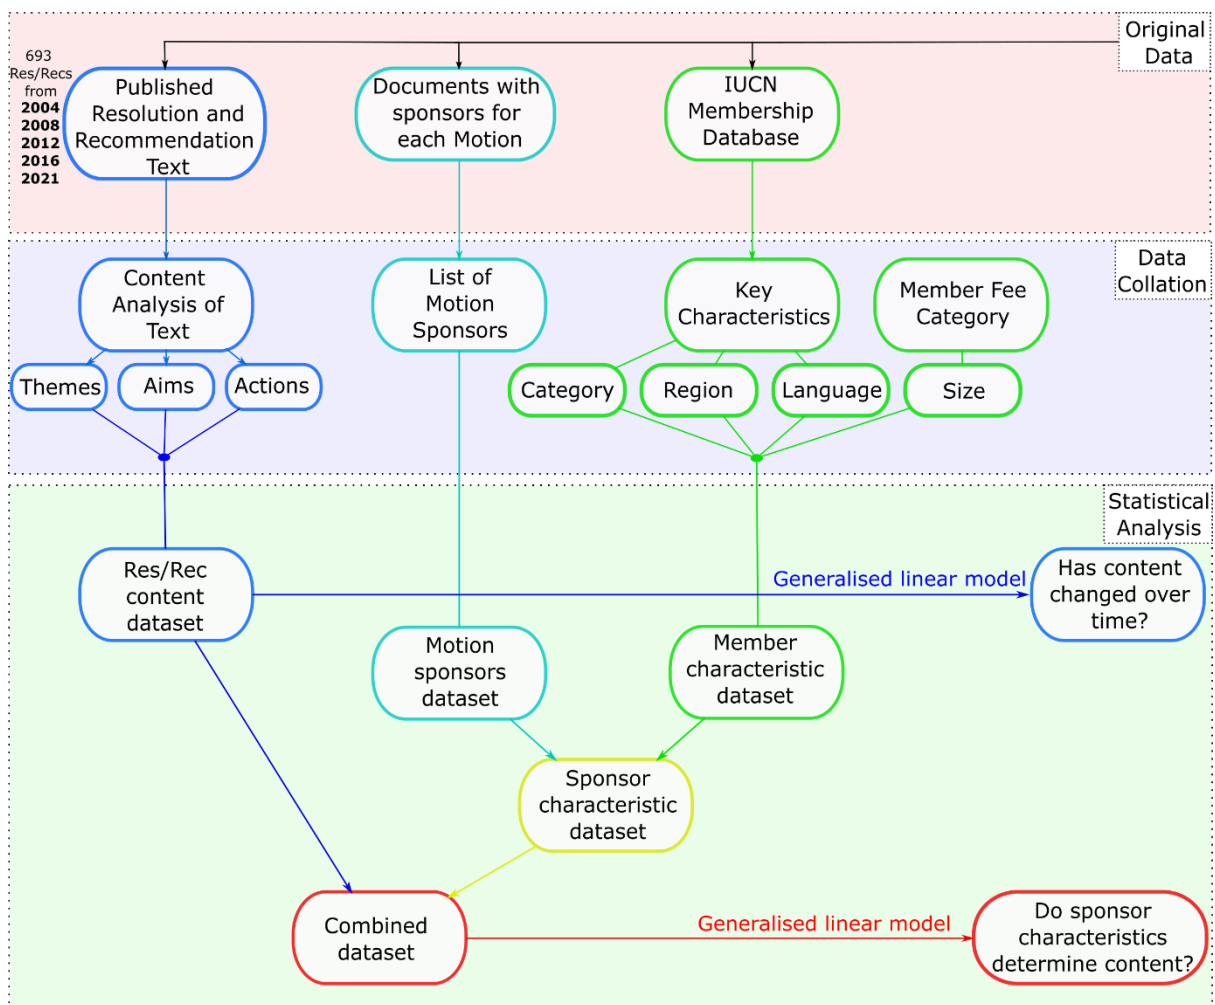 Original
Data
693
Res/Recs
from
2004
2008
2012
2016
2021
Published
Resolution and
Recommendation
Text
Documents with
sponsors for
each Motion
IUCN
Membership
Database
Data
Collation
Content
Analysis of
Text
List of
Motion
Sponsors
Key
Characteristics
Member Fee
Category
Themes
Aims
Actions
Category
Region
Language
Size
Statistical
Analysis
Res/Rec
content
dataset
Generalised linear model
Has content
changed over
time?
Motion
sponsors
dataset
Member
characteristic
dataset
Sponsor
characteristic
dataset
Combined
dataset
Generalised linear model
Do sponsor
characteristics
determine content?